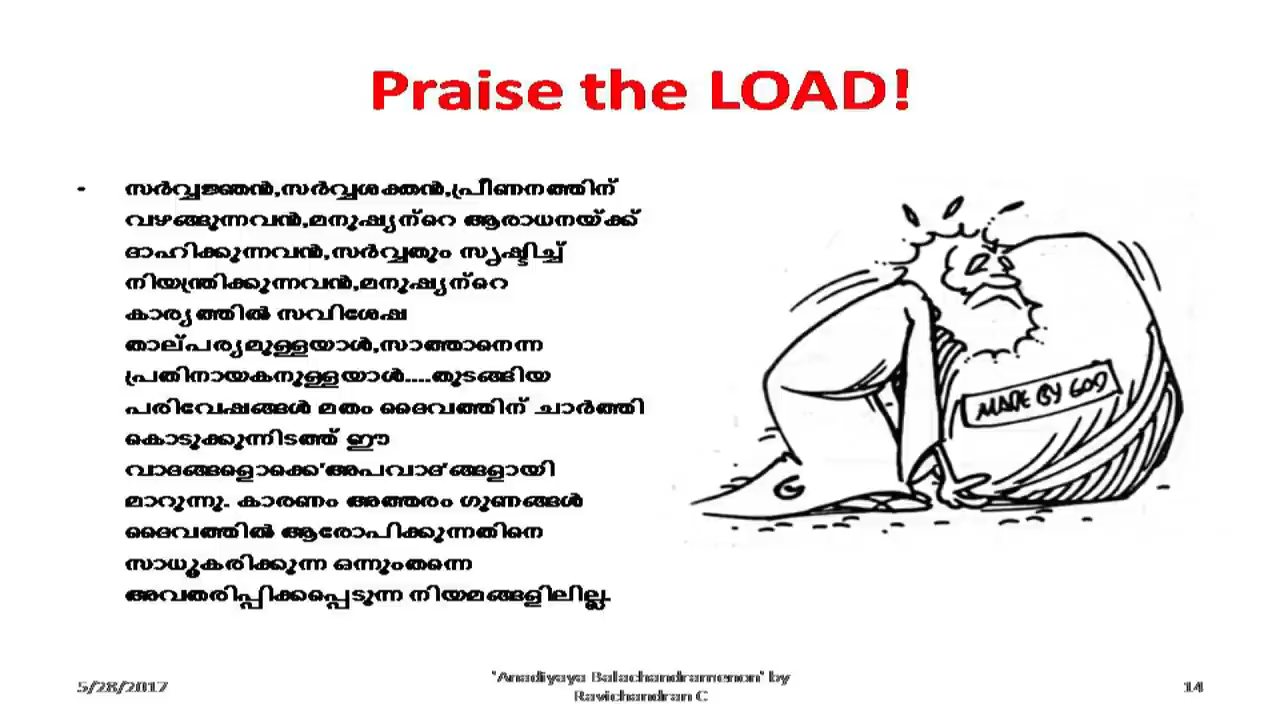 Praise the LOAD!
- സർവ്വജ്ഞൻ,സർവ്വശക്തൻ,പ്രീണനത്തിന്
വഴങ്ങുന്നവൻ,മനുഷ്യന്റെ ആരാധനയ്ക്ക്
ദാഹിക്കുന്നവൻ,സർവ്വതും സൃഷ്ടിച്ച്
നിയന്ത്രിക്കുന്നവൻ,മനുഷ്യന്റെ
കാര്യത്തിൽ സവിശേഷ
താല്പര്യമുള്ളയാൾ,സാത്താനെന്ന
പ്രതിനായകനുള്ളയാൾ....തുടങ്ങിയ
പരിവേഷങ്ങൾ മതം ദൈവത്തിന് ചാർത്തി
കൊടുക്കുന്നിടത്ത് ഈ
വാദങ്ങളൊക്കെ'അപവാദ'ങ്ങളായി
മാറുന്നു. കാരണം അത്തരം ഗുണങ്ങൾ
ദൈവത്തിൽ ആരോപിക്കുന്നതിനെ
സാധൂകരിക്കുന്ന ഒന്നുംതന്നെ
അവതരിപ്പിക്കപ്പെടുന്ന നിയമങ്ങളിലില്ല.
MADE BY GOD
G
5/28/2017
'Anadiyaya Balachandramenon' by
Ravichandran C
14